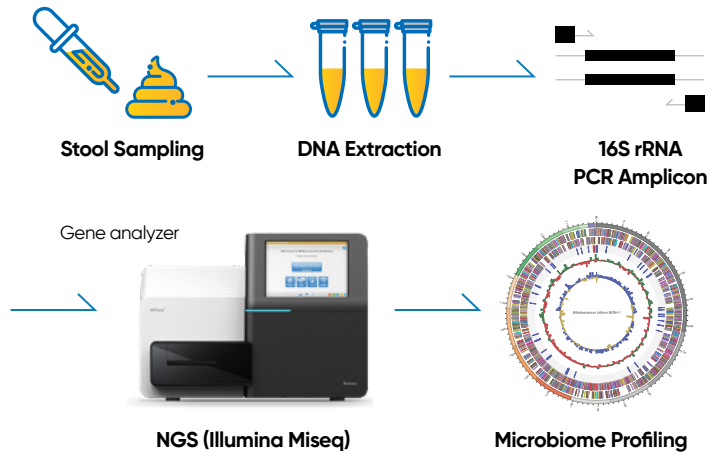 Stool Sampling
DNA Extraction
16S rRNA
PCR Amplicon
Gene analyzer
NGS (Illumina Miseq)
Microbiome Profiling